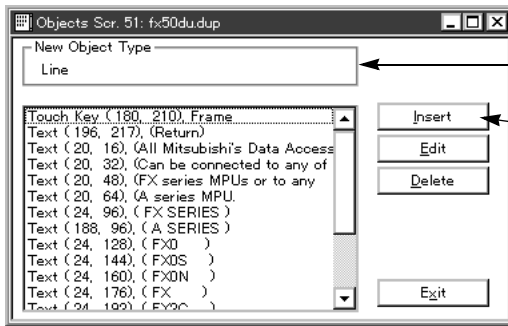 Objects Scr. 51: fx50du.dup
New Object Type
Line
Touch Key (180, 210), Frame
Text (196, 217), (Return)
Text (20, 16), (All Mitsubishi's Data Access
Text (20, 32), (Can be connected to any of
Text (20, 48), (FX series MPUs or to any
Text (20, 64), (A series MPU.
Text (24, 96), ( FX SERIES )
Text (188, 96), ( A SERIES )
Text (24, 128), ( FX0 )
Text (24, 144), ( FX0S )
Text (24, 160), ( FX0N )
Text (24, 176), ( FX )
Text (24, 192), ( FX2C )
Insert
Edit
Delete
Exit